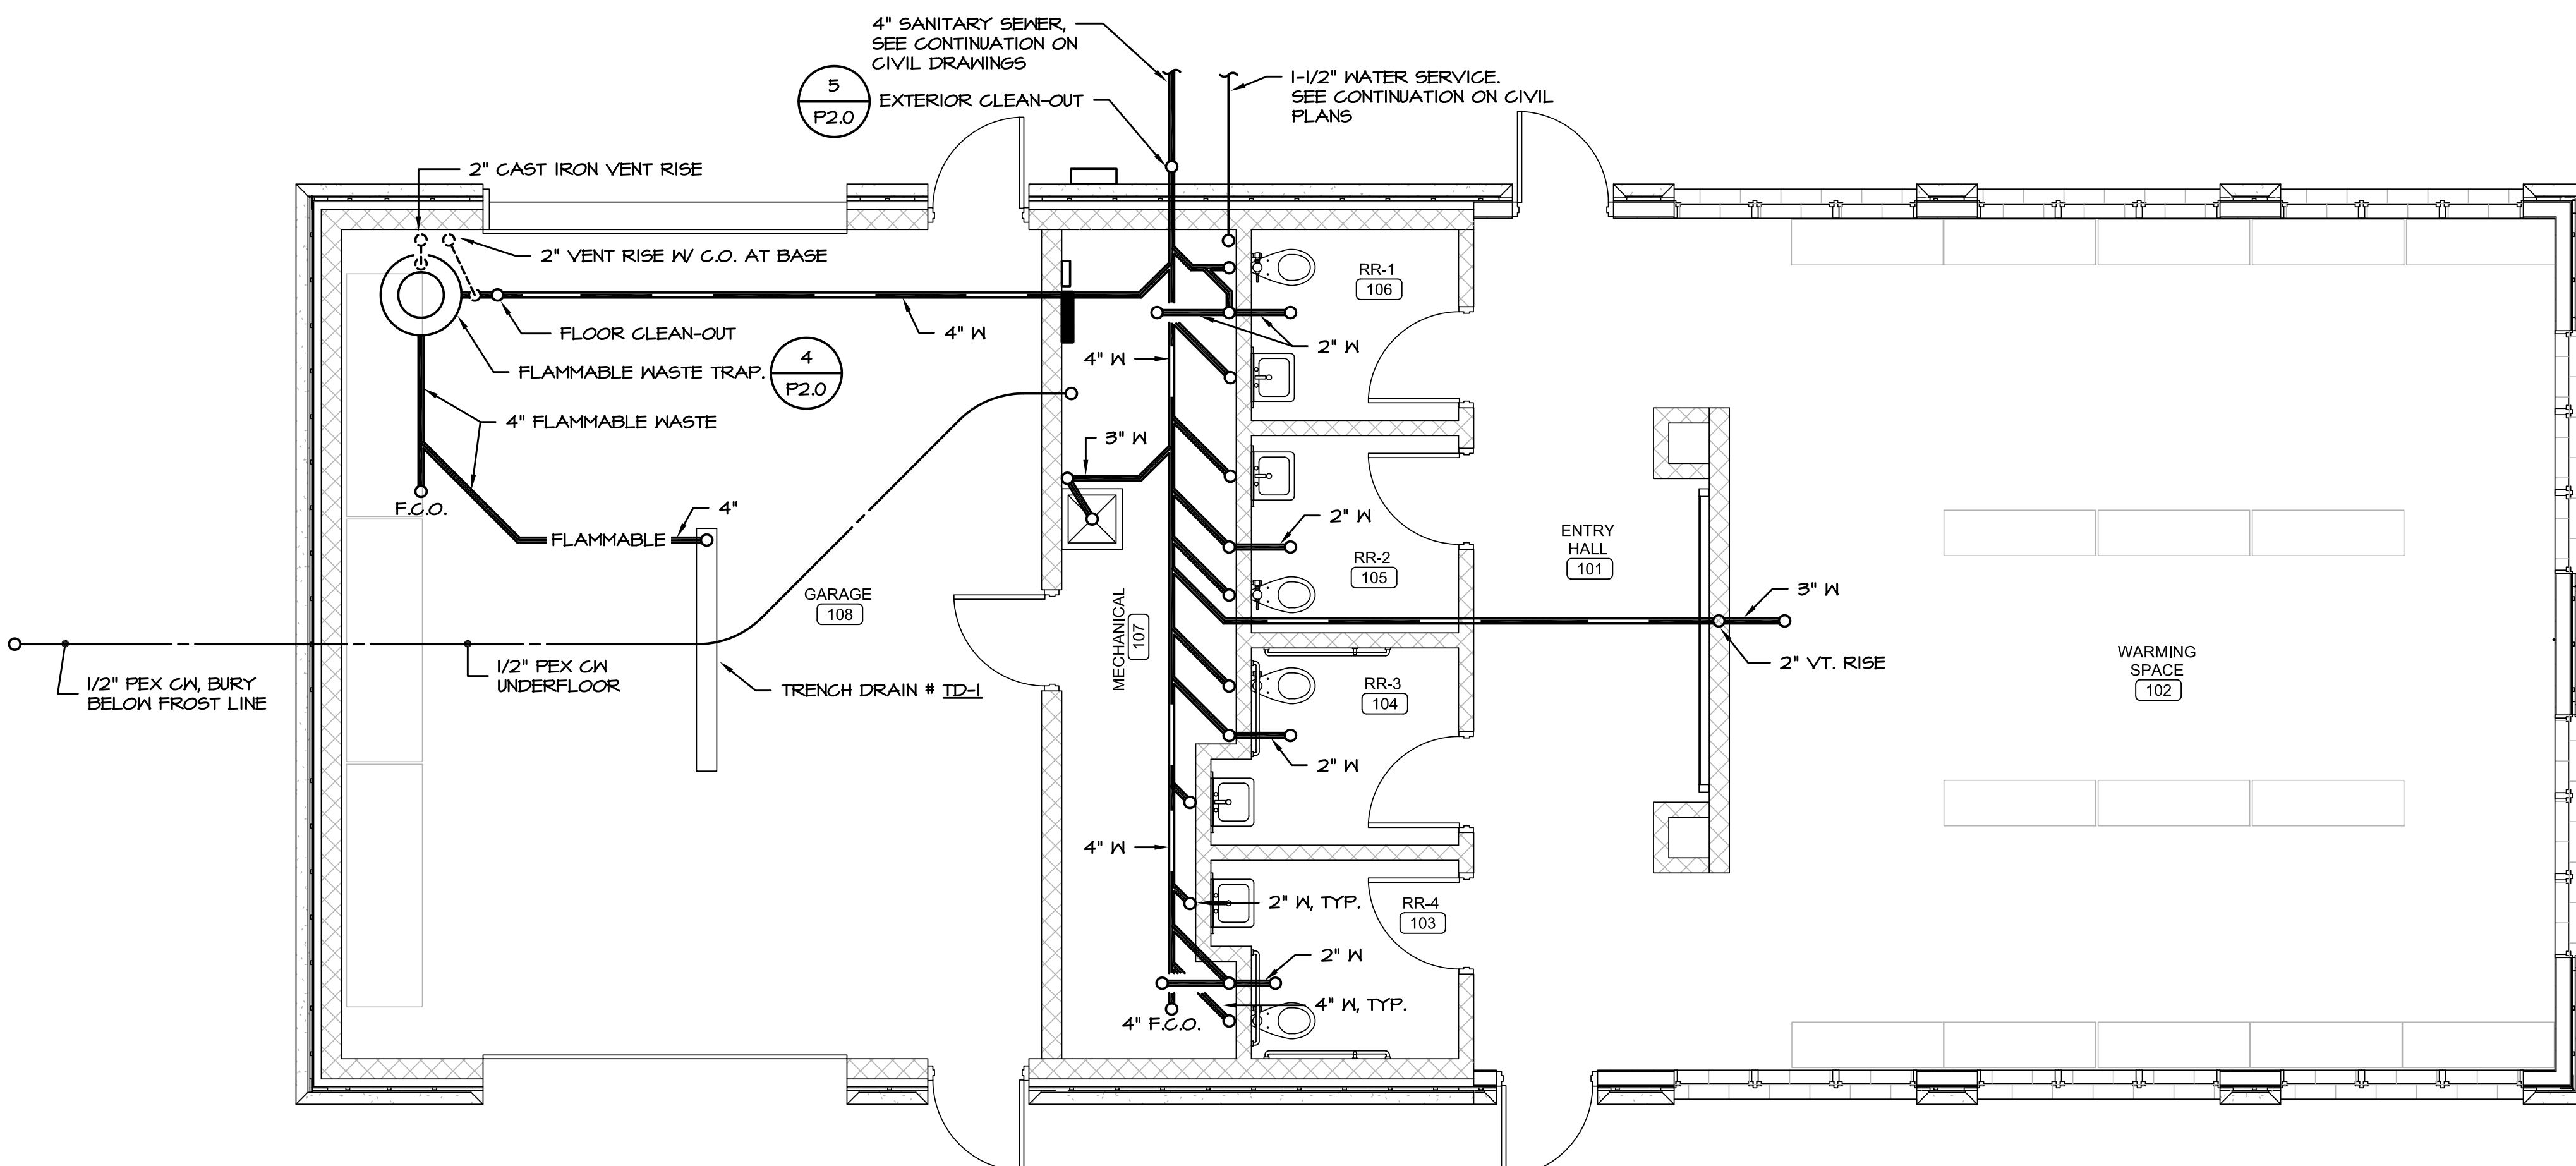 4" SANITARY SEWER,
SEE CONTINUATION ON
CIVIL DRAWINGS
5
P2.0
EXTERIOR CLEAN-OUT
1-1/2" WATER SERVICE.
SEE CONTINUATION ON CIVIL
PLANS
2" CAST IRON VENT RISE
2" VENT RISE W/ C.O. AT BASE
FLOOR CLEAN-OUT
4" W
FLAMMABLE WASTE TRAP.
4
P2.0
4" FLAMMABLE WASTE
F.C.O.
4"
FLAMMABLE
GARAGE
108
1/2" PEX CW, BURY
BELOW FROST LINE
1/2" PEX CW
UNDERFLOOR
TRENCH DRAIN # TD-1
4" W
3" W
MECHANICAL
107
4" W
4" F.C.O.
RR-1
106
2" W
2" W
RR-2
105
RR-3
104
2" W
2" W, TYP.
RR-4
103
2" W
4" W, TYP.
ENTRY
HALL
101
3" W
2" VT. RISE
WARMING
SPACE
102